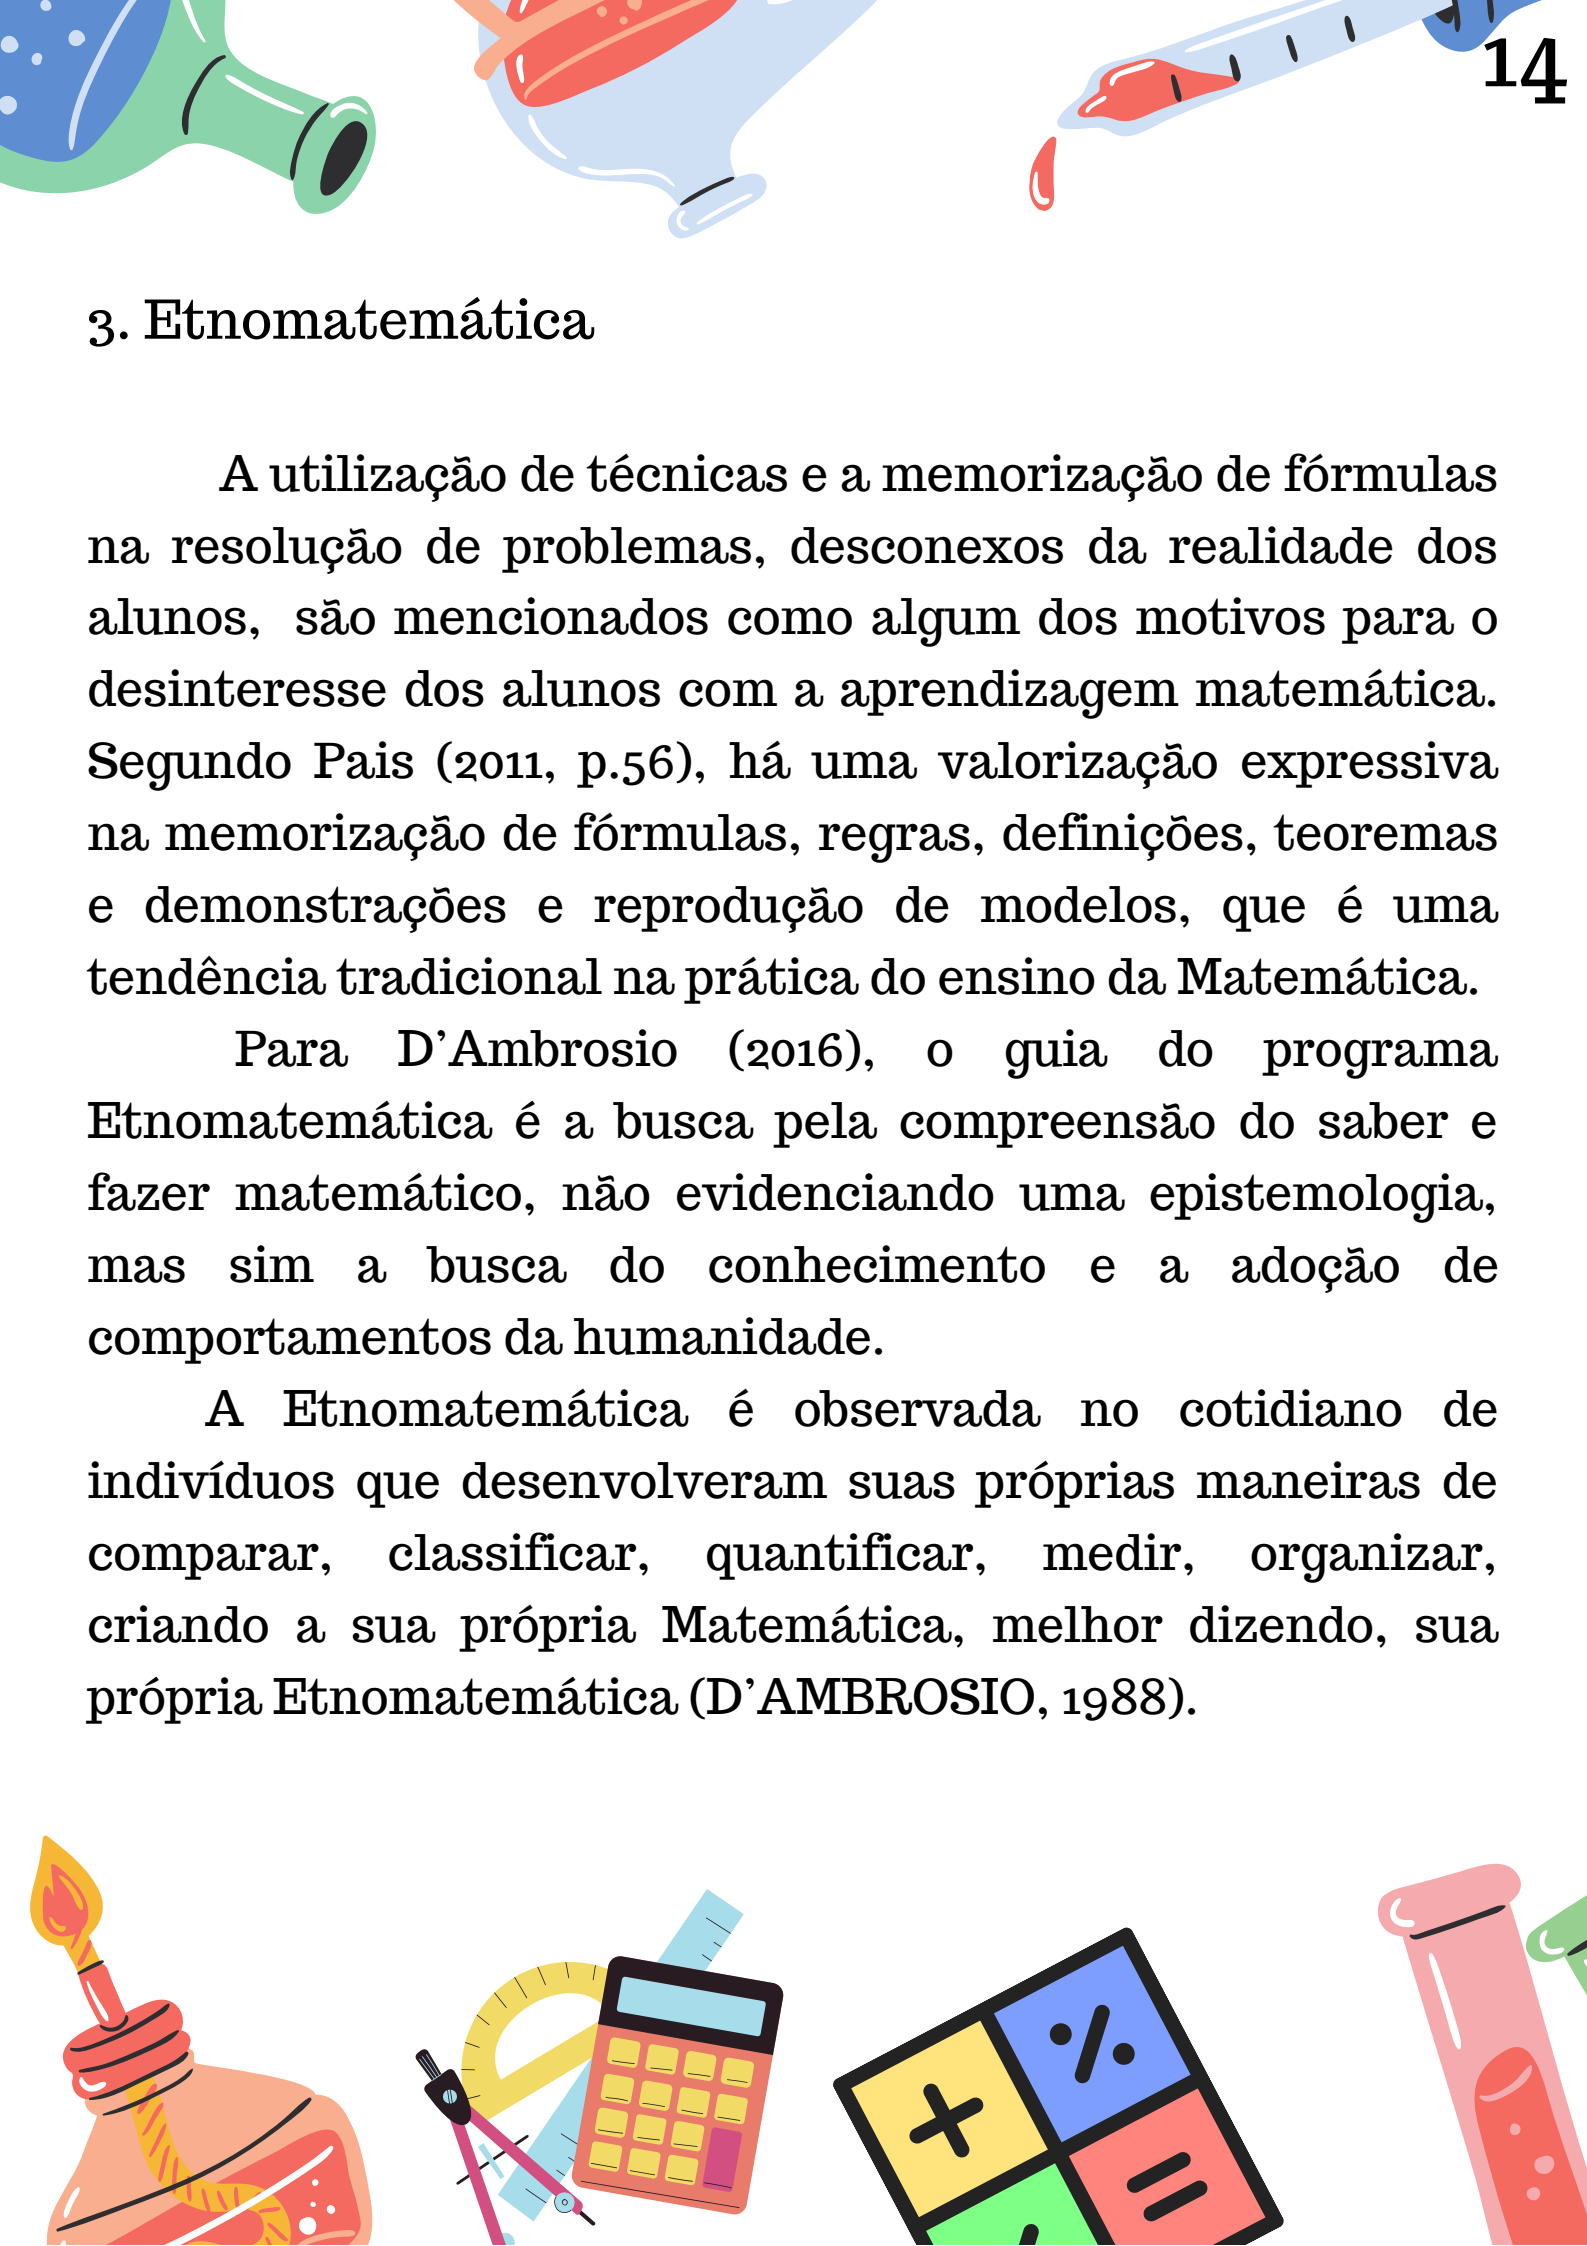 14
3. Etnomatemática
A utilização de técnicas e a memorização de fórmulas
na resolução de problemas, desconexos da realidade dos
alunos, são mencionados como algum dos motivos para o
desinteresse dos alunos com a aprendizagem matemática.
Segundo Pais (2011, p.56), há uma valorização expressiva
na memorização de fórmulas, regras, definições, teoremas
e demonstrações e reprodução de modelos, que é uma
tendência tradicional na prática do ensino da Matemática.
Para D’Ambrosio (2016), o guia do programa
Etnomatemática é a busca pela compreensão do saber e
fazer matemático, não evidenciando uma epistemologia,
mas sim a busca do conhecimento e a adoção de
comportamentos da humanidade.
A Etnomatemática é observada no cotidiano de
indivíduos que desenvolveram suas próprias maneiras de
comparar, classificar, quantificar, medir, organizar,
criando a sua própria Matemática, melhor dizendo, sua
própria Etnomatemática (D’AMBROSIO, 1988).